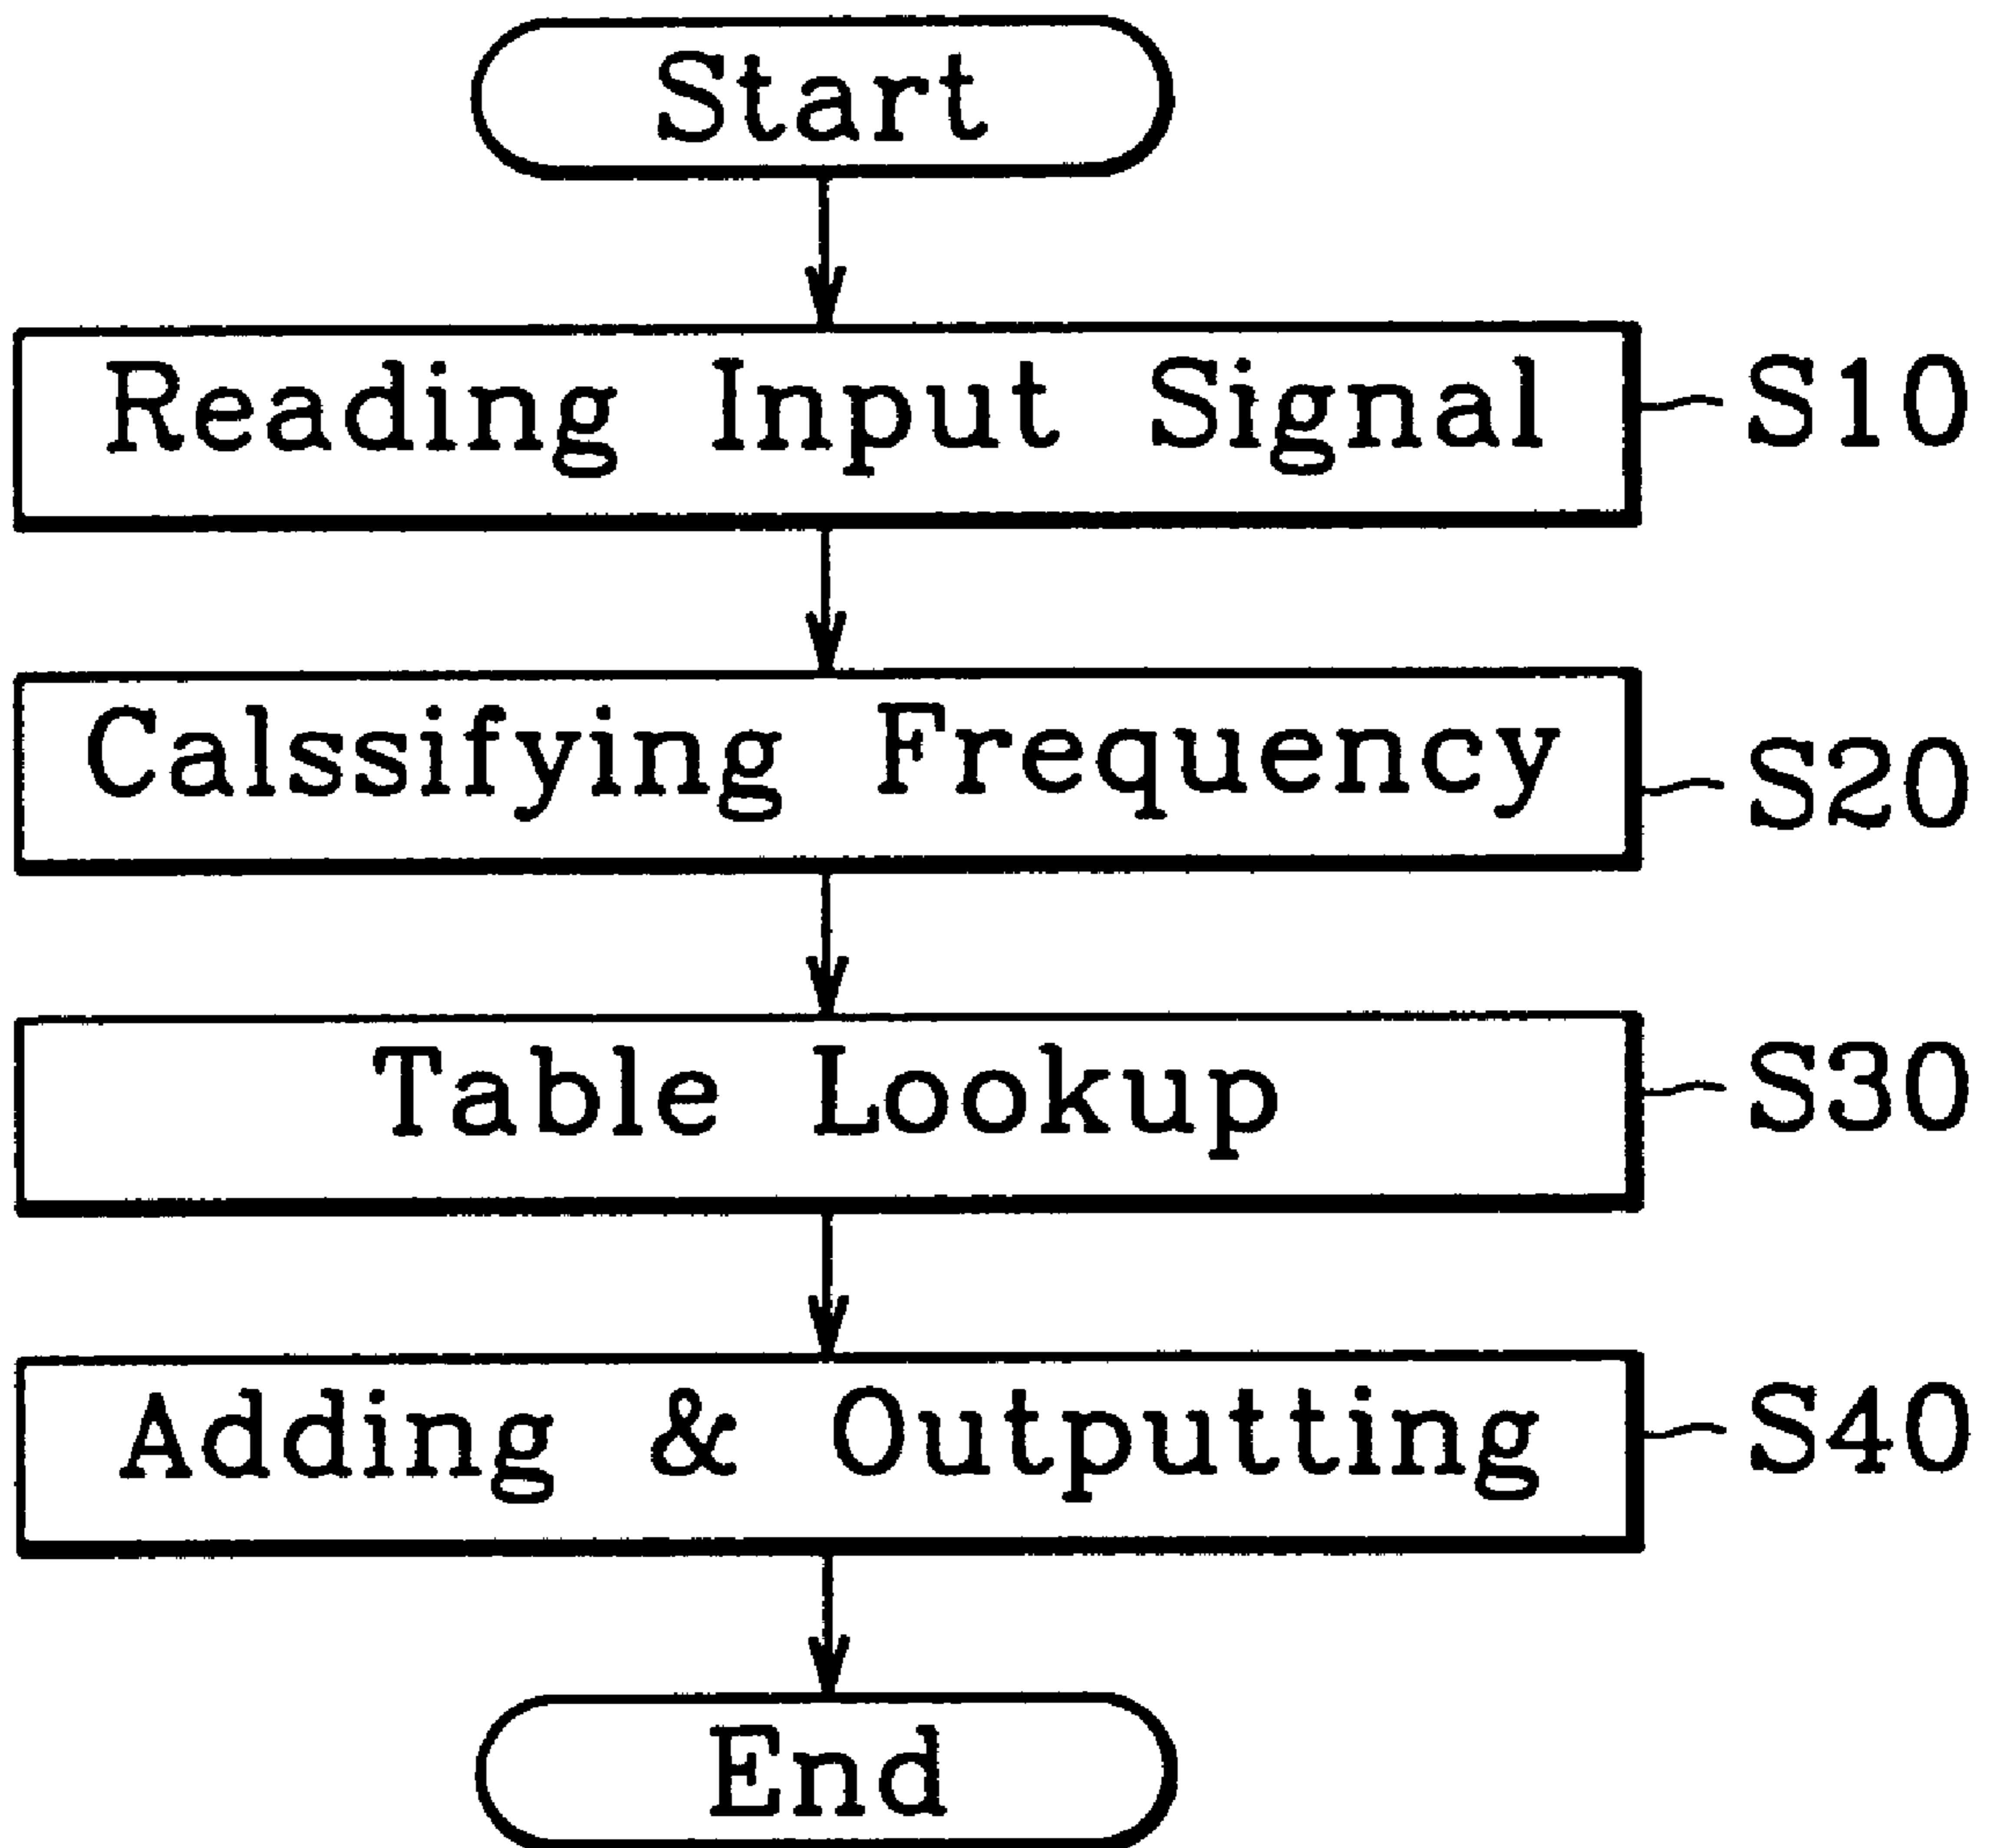 Start
Reading Input Signal S10
Calssifying Frequency S20
Table Lookup S30
Adding & Outputting S40
End